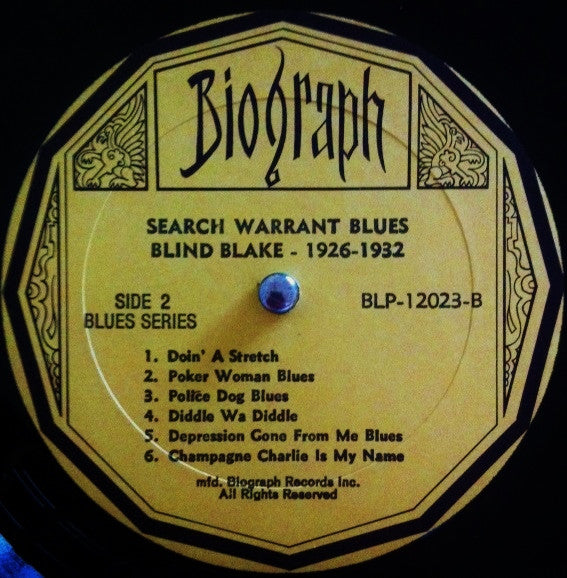 Biograph
SEARCH WARRANT BLUES
BLIND BLAKE - 1926-1932
SIDE 2
BLUES SERIES
BLP-12023-B
1. Doin' A Stretch
2. Poker Woman Blues
3. Police Dog Blues
4. Diddle Wa Diddle
5. Depression Gone From Me Blues
6. Champagne Charlie Is My Name
mfd. Biograph Records Inc.
All Rights Reserved